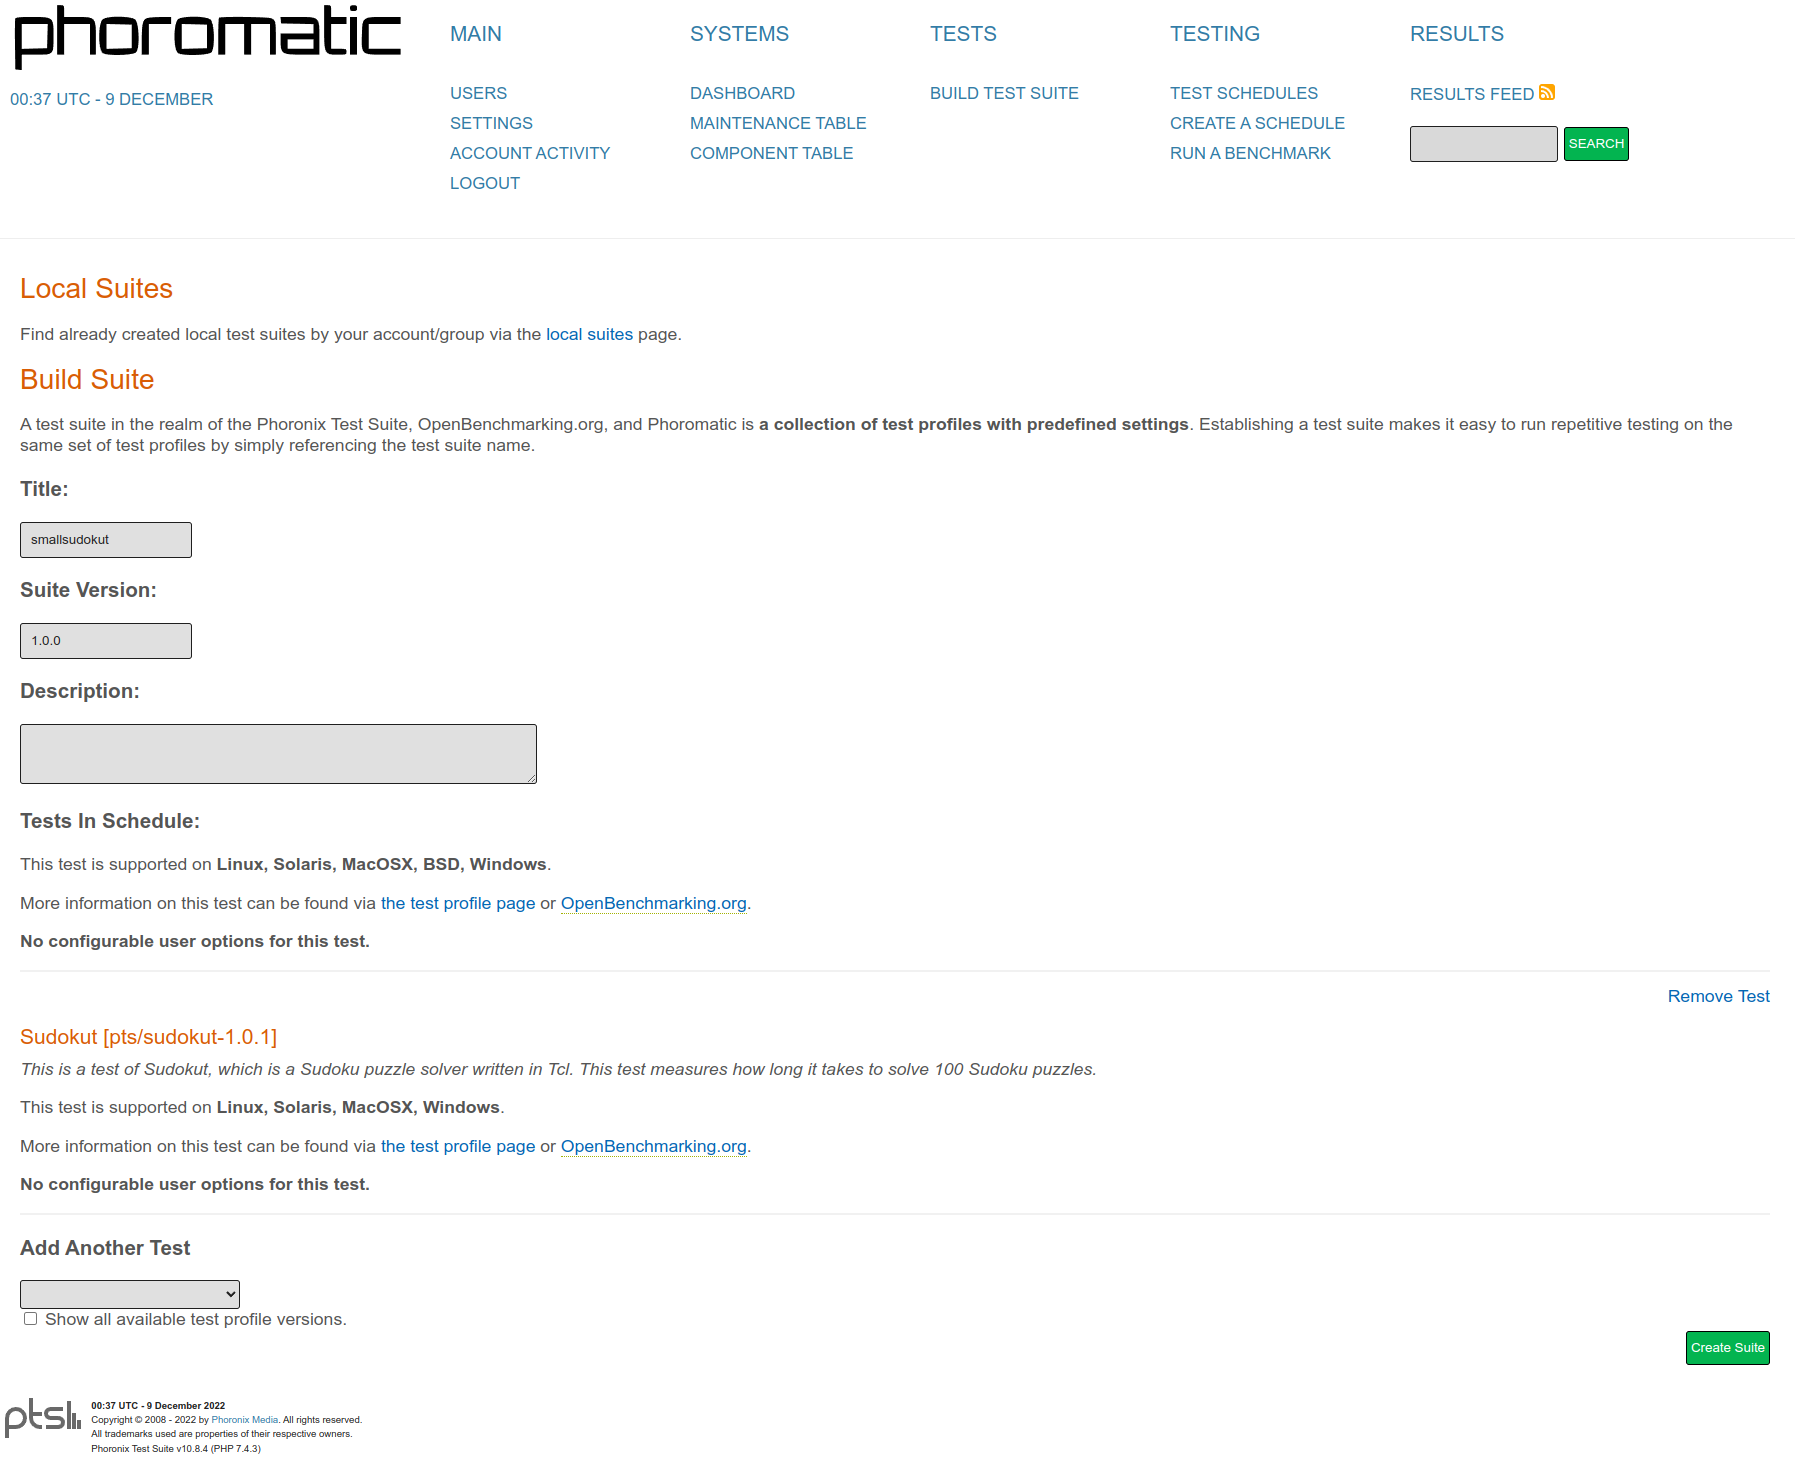 phoromatic
00:37 UTC - 9 DECEMBER
MAIN
USERS
SETTINGS
ACCOUNT ACTIVITY
LOGOUT
SYSTEMS
DASHBOARD
MAINTENANCE TABLE
COMPONENT TABLE
TESTS
BUILD TEST SUITE
TESTING
TEST SCHEDULES
CREATE A SCHEDULE
RUN A BENCHMARK
RESULTS
RESULTS FEED
SEARCH
Local Suites
Find already created local test suites by your account/group via the local suites page.
Build Suite
A test suite in the realm of the Phoronix Test Suite, OpenBenchmarking.org, and Phoromatic is a collection of test profiles with predefined settings. Establishing a test suite makes it easy to run repetitive testing on the
same set of test profiles by simply referencing the test suite name.
Title:
smallsudokut
Suite Version:
1.0.0
Description:
Tests In Schedule:
This test is supported on Linux, Solaris, MacOSX, BSD, Windows.
More information on this test can be found via the test profile page or OpenBenchmarking.org.
No configurable user options for this test.
Remove Test
Sudokut [pts/sudokut-1.0.1]
This is a test of Sudokut, which is a Sudoku puzzle solver written in Tcl. This test measures how long it takes to solve 100 Sudoku puzzles.
This test is supported on Linux, Solaris, MacOSX, Windows.
More information on this test can be found via the test profile page or OpenBenchmarking.org.
No configurable user options for this test.
Add Another Test
Show all available test profile versions.
Create Suite
pts
00:37 UTC - 9 December 2022
Copyright © 2008 - 2022 by Phoronix Media. All rights reserved.
All trademarks used are properties of their respective owners.
Phoronix Test Suite v10.8.4 (PHP 7.4.3)